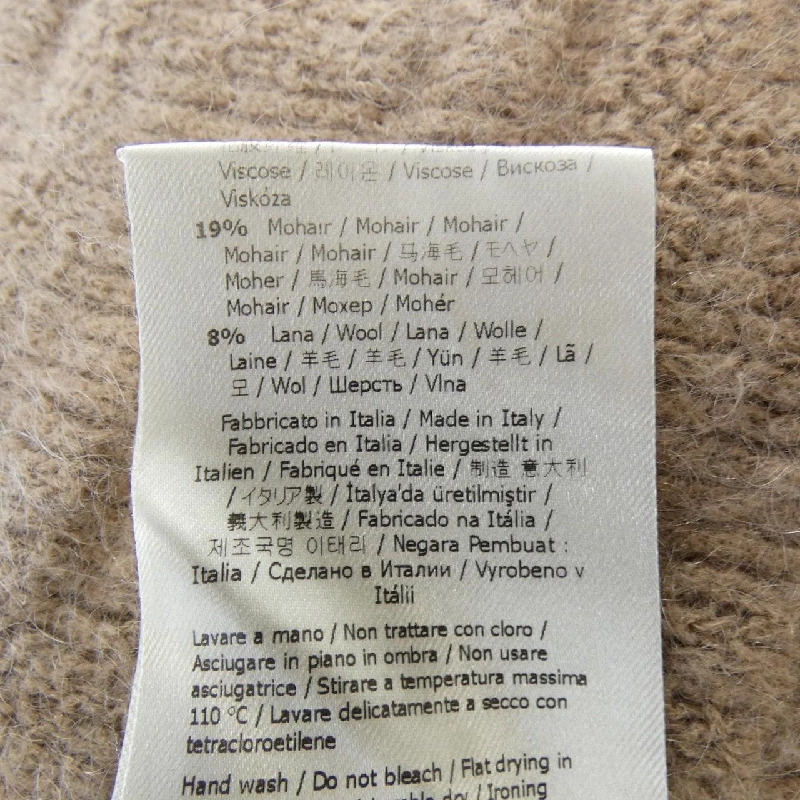 Viscose / 레이온 / Viscose / Вискоза /
Viskóza
19% Mohair / Mohair / Mohair /
Mohair / Mohair / 马海毛 / モヘヤ /
Moher / 馬海毛 / Mohair / 모헤어 /
Mohair / Мохер / Mohér
8% Lana / Wool / Lana / Wolle /
Laine / 羊毛 / 羊毛 / Yün / 羊毛 / Lã /
모 / Wol / Шерсть / Vlna
Fabbricato in Italia / Made in Italy /
Fabricado en Italia / Hergestellt in
Italien / Fabriqué en Italie / 制造 意大利
/ イタリア製 / İtalya'da üretilmiştir /
義大利製造 / Fabricado na Itália /
제조국명 이태리 / Negara Pembuat :
Italia / Сделано в Италии / Vyrobeno v
Itálii
Lavare a mano / Non trattare con cloro /
Asciugare in piano in ombra / Non usare
asciugatrice / Stirare a temperatura massima
110 °C / Lavare delicatamente a secco con
tetracloroetilene
Hand wash / Do not bleach / Flat drying in
dry / Ironing